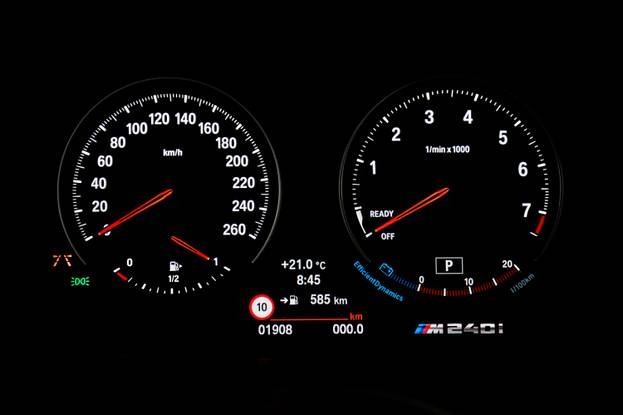 0
20
40
60
80
100
120
140
160
180
200
220
240
260
km/h
0
1/2
1
+21.0 °C
8:45
10
585 km
km
01908 000.0
1
2
3
4
5
6
7
1/min x 1000
READY
OFF
P
EfficientDynamics
0
10
20
l/100km
M240i